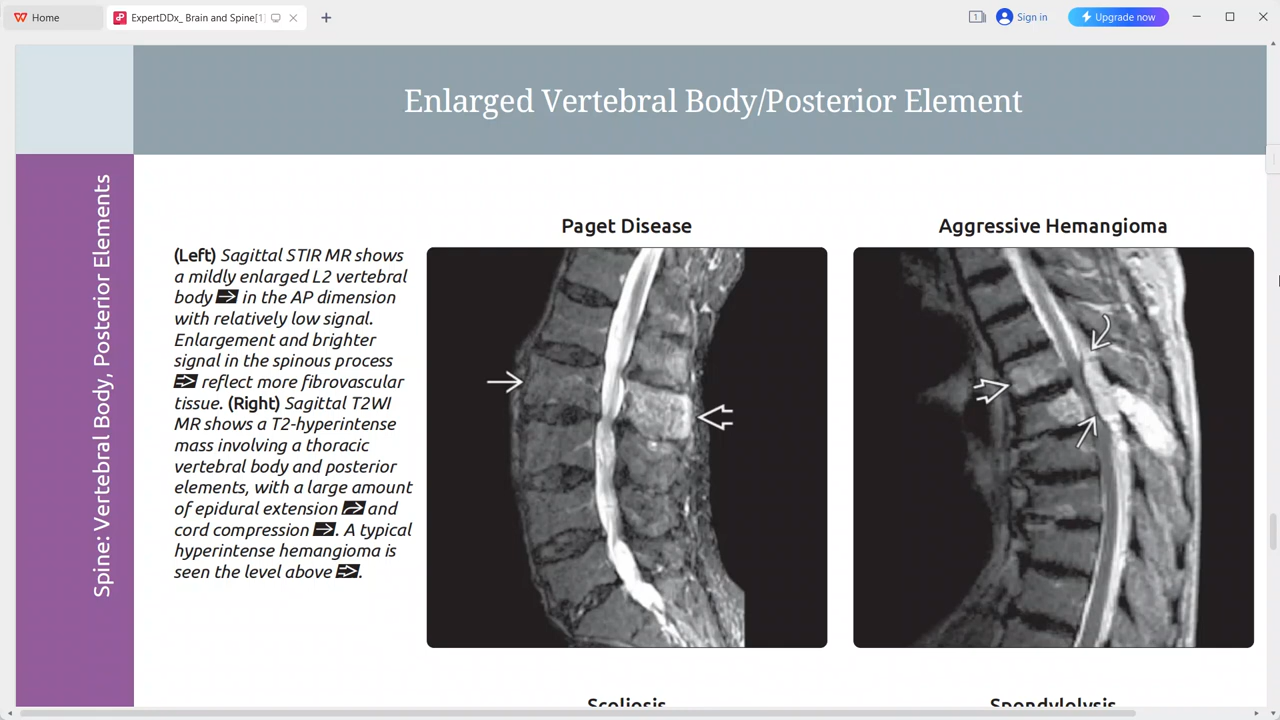 Home
ExpertDDx_ Brain and Spine[1]
1
Sign in
Upgrade now
Enlarged Vertebral Body/Posterior Element
Spine: Vertebral Body, Posterior Elements
Paget Disease
Aggressive Hemangioma
(Left) Sagittal STIR MR shows
a mildly enlarged L2 vertebral
body ➡ in the AP dimension
with relatively low signal.
Enlargement and brighter
signal in the spinous process
➡ reflect more fibrovascular
tissue. (Right) Sagittal T2WI
MR shows a T2-hyperintense
mass involving a thoracic
vertebral body and posterior
elements, with a large amount
of epidural extension ➡ and
cord compression ➡. A typical
hyperintense hemangioma is
seen the level above ➡.
Scoliosis
Spondylolysis